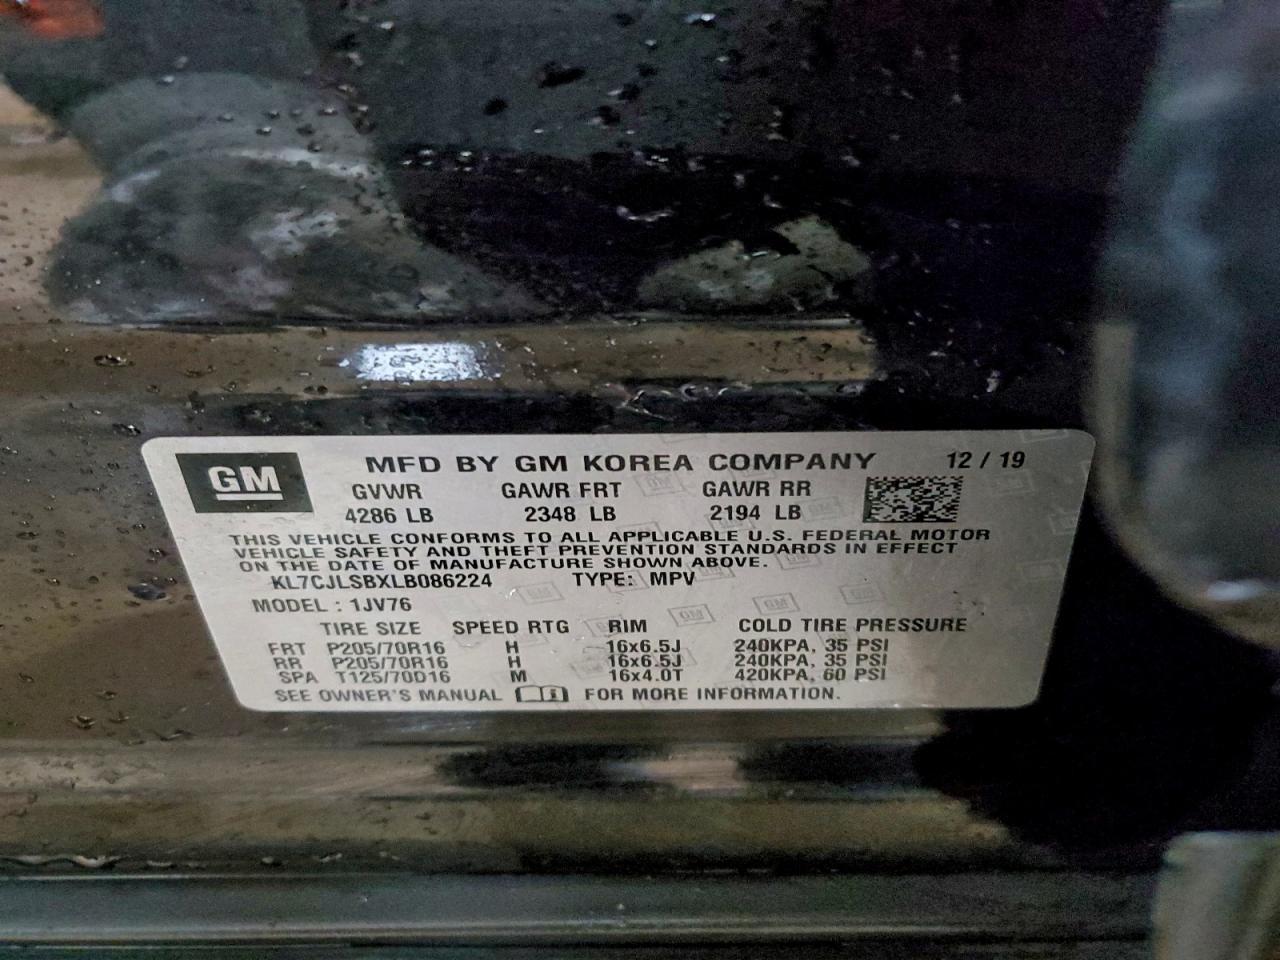 GM MFD BY GM KOREA COMPANY 12 / 19
GVWR GAWR FRT GAWR RR
4286 LB 2348 LB 2194 LB
THIS VEHICLE CONFORMS TO ALL APPLICABLE U.S. FEDERAL MOTOR
VEHICLE SAFETY AND THEFT PREVENTION STANDARDS IN EFFECT
ON THE DATE OF MANUFACTURE SHOWN ABOVE.
KL7CJLSBXLB086224 TYPE: MPV
MODEL : 1JV76
TIRE SIZE SPEED RTG RIM COLD TIRE PRESSURE
FRT P205/70R16 H 16x6.5J 240KPA, 35 PSI
RR P205/70R16 H 16x6.5J 240KPA, 35 PSI
SPA T125/70D16 M 16x4.0T 420KPA, 60 PSI
SEE OWNER'S MANUAL FOR MORE INFORMATION.